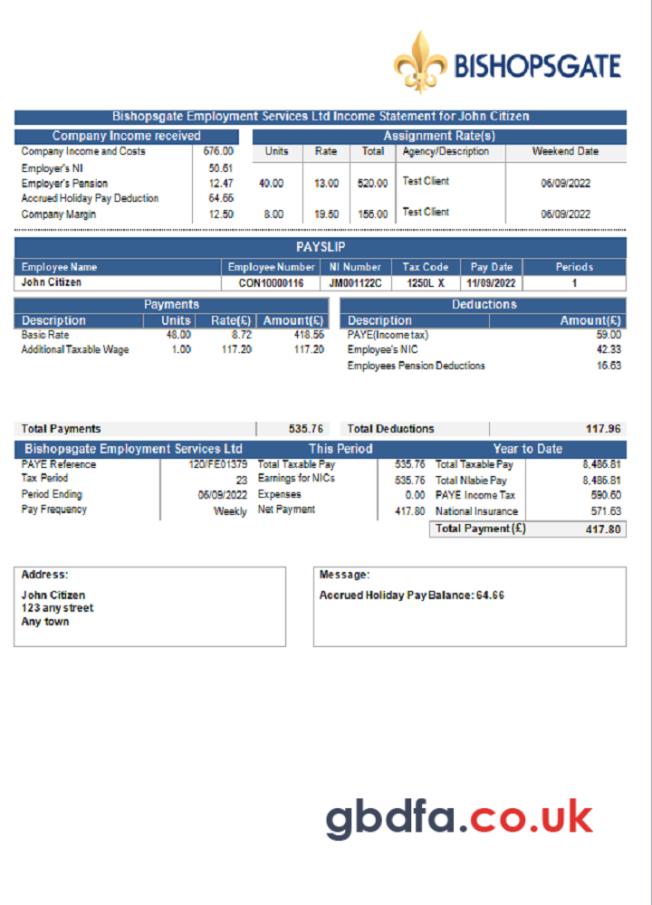 BISHOPSGATE
Bishopsgate Employment Services Ltd Income Statement for John Citizen
Company Income received Assignment Rate(s)
Company Income and Costs 676.00 Units Rate Total Agency/Description Weekend Date
Employer's NI 50.61
Employer's Pension 12.47 40.00 13.00 520.00 Test Client 06/09/2022
Accrued Holiday Pay Deduction 64.66
Company Margin 12.50 8.00 19.50 156.00 Test Client 06/09/2022
PAYSLIP
Employee Name Employee Number NI Number Tax Code Pay Date Periods
John Citizen CON10000116 JM001122C 1250L X 11/09/2022 1
Payments Deductions
Description Units Rate(£) Amount(£) Description Amount(£)
Basic Rate 48.00 8.72 418.56 PAYE(Income tax) 59.00
Additional Taxable Wage 1.00 117.20 117.20 Employee's NIC 42.33
Employees Pension Deductions 16.63
Total Payments 535.76 Total Deductions 117.96
Bishopsgate Employment Services Ltd This Period Year to Date
PAYE Reference 120/FE01379 Total Taxable Pay 535.76 Total Taxable Pay 8,486.81
Tax Period 23 Earnings for NICs 535.76 Total Niable Pay 8,486.81
Period Ending 06/09/2022 Expenses 0.00 PAYE Income Tax 590.60
Pay Frequency Weekly Net Payment 417.80 National Insurance 571.63
Total Payment (£) 417.80
Address: Message:
John Citizen Accrued Holiday Pay Balance: 64.66
123 any street
Any town
gbdfa.co.uk